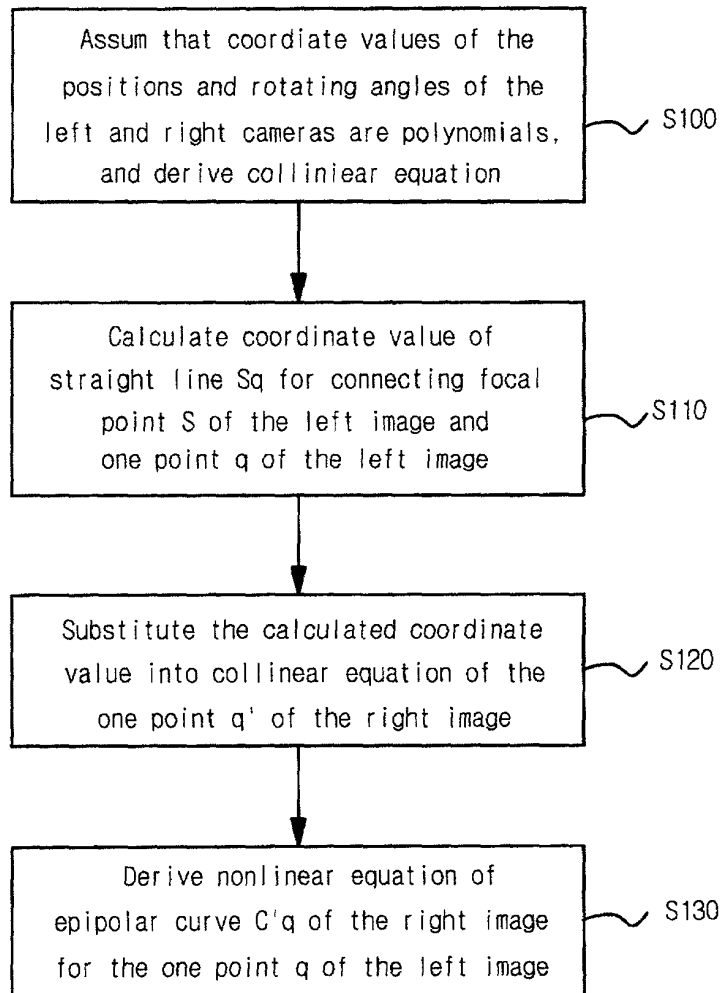 Assum that coordiate values of the
positions and rotating angles of the
left and right cameras are polynomials,
and derive colliniear equation
S100
Calculate coordinate value of
straight line Sq for connecting focal
point S of the left image and
one point q of the left image
S110
Substitute the calculated coordinate
value into collinear equation of the
one point q' of the right image
S120
Derive nonlinear equation of
epipolar curve C'q of the right image
for the one point q of the left image
S130